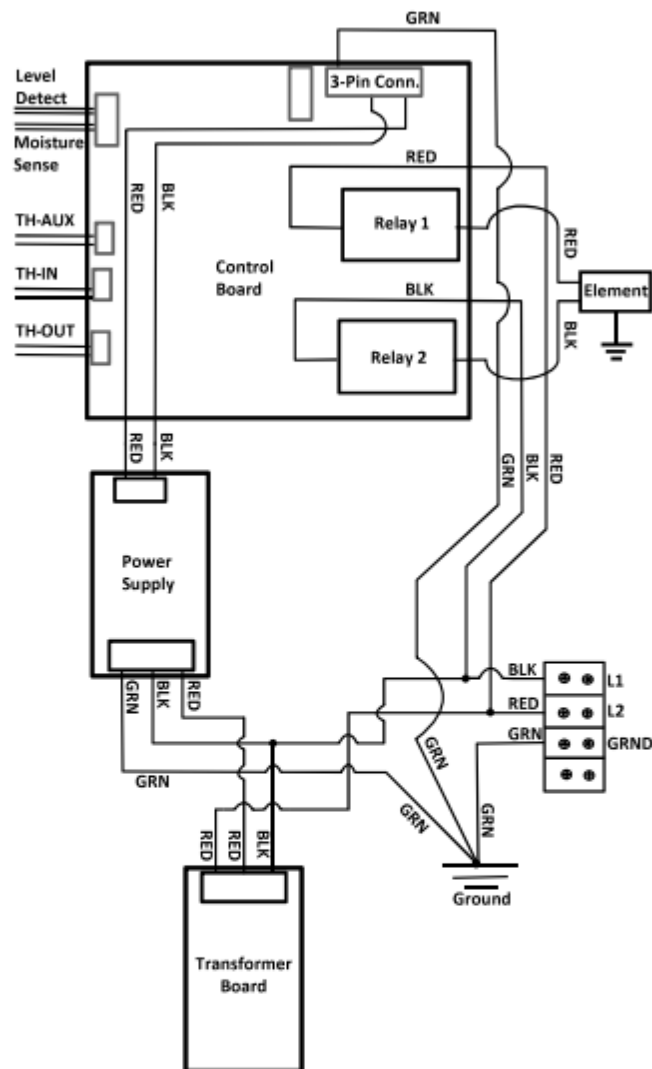 GRN
3-Pin Conn.
Level
Detect
Moisture
Sense
RED
BLK
RED
Relay 1
RED
TH-AUX
TH-IN
TH-OUT
Control
Board
BLK
Element
BLK
Relay 2
RED
BLK
GRN
BLK
RED
Power
Supply
GRN
BLK
RED
BLK
L1
RED
L2
GRN
GRND
GRN
GRN
GRN
GRN
RED
RED
BLK
Ground
Transformer
Board